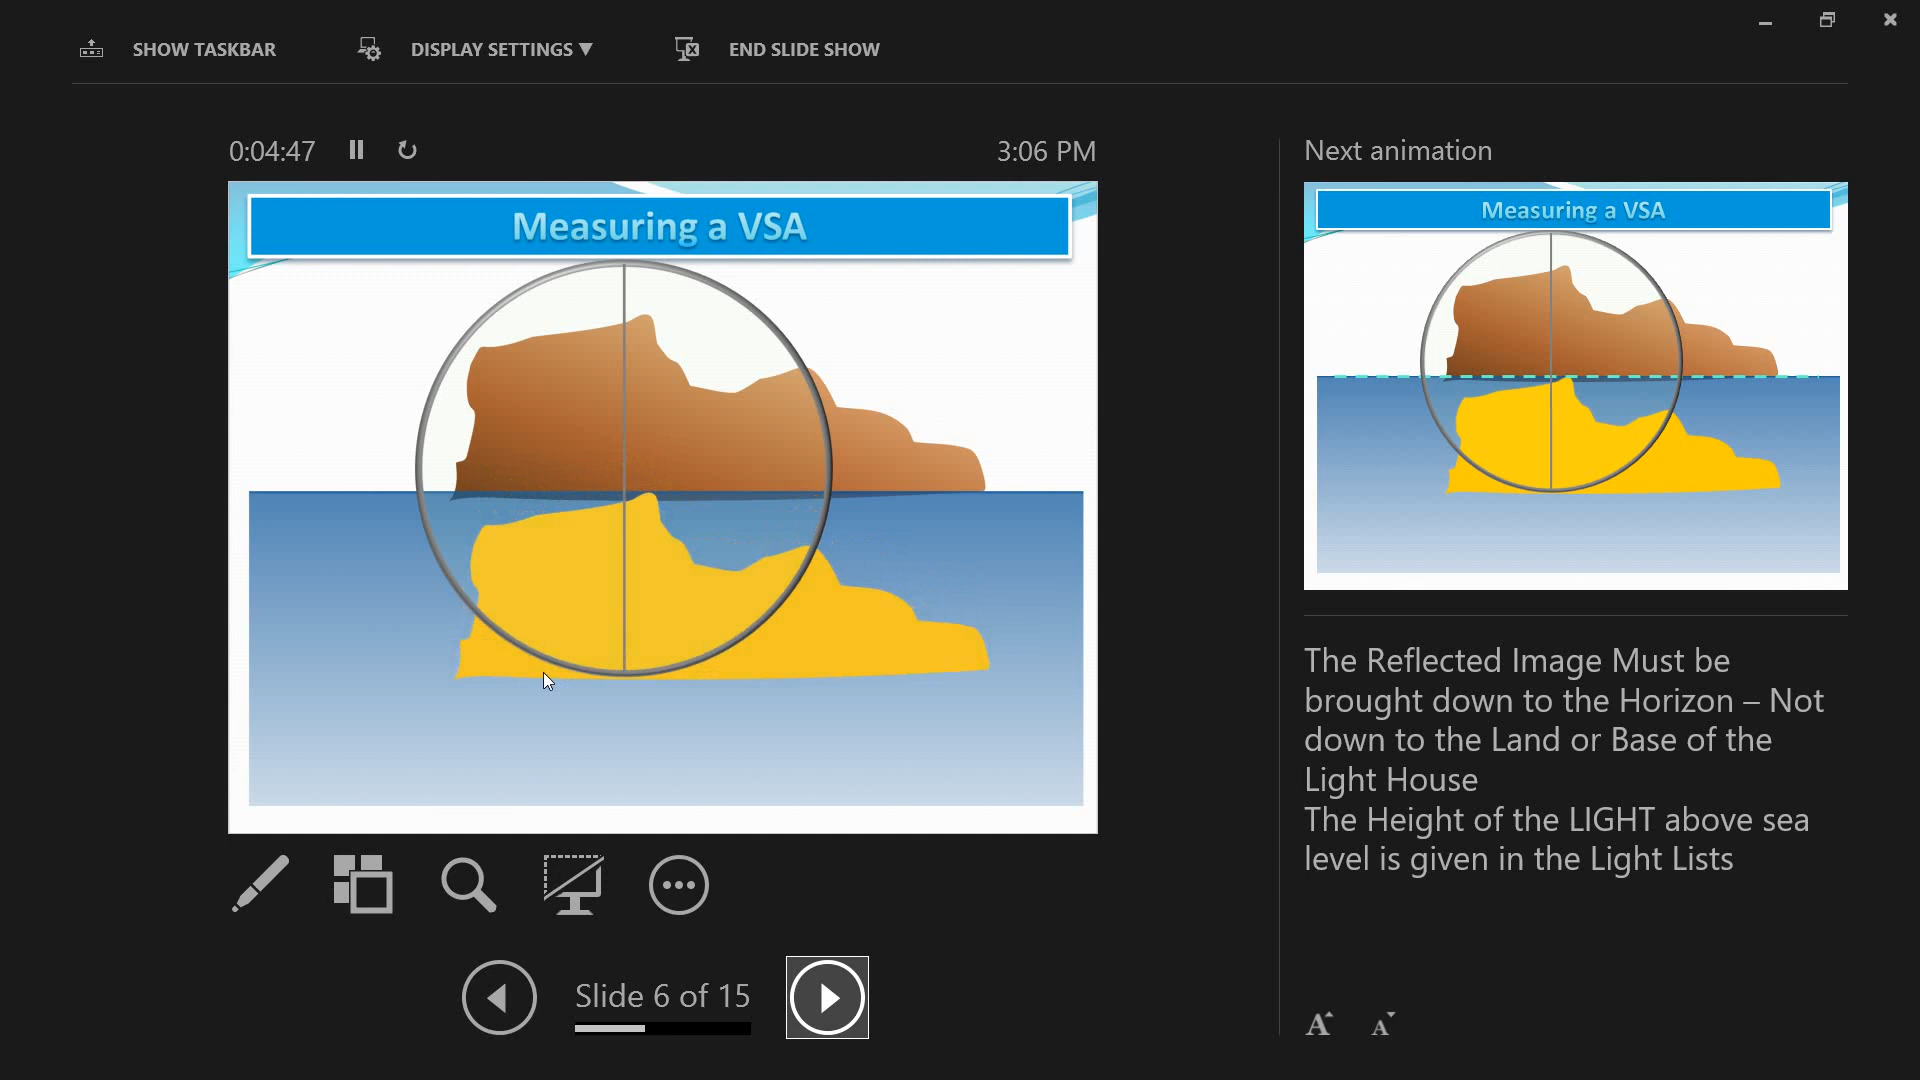 SHOW TASKBAR
DISPLAY SETTINGS ▼
END SLIDE SHOW
0:04:47
3:06 PM
Measuring a VSA
Slide 6 of 15
Next animation
Measuring a VSA
The Reflected Image Must be
brought down to the Horizon – Not
down to the Land or Base of the
Light House
The Height of the LIGHT above sea
level is given in the Light Lists
A A